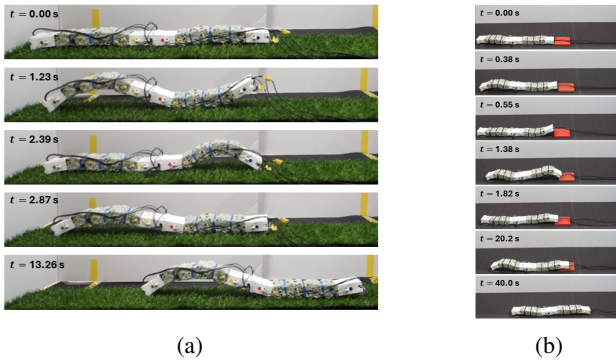 t = 0.00 s
t = 1.23 s
t = 2.39 s
t = 2.87 s
t = 13.26 s
(a)
t = 0.00 s
t = 0.38 s
t = 0.55 s
t = 1.38 s
t = 1.82 s
t = 20.2 s
t = 40.0 s
(b)